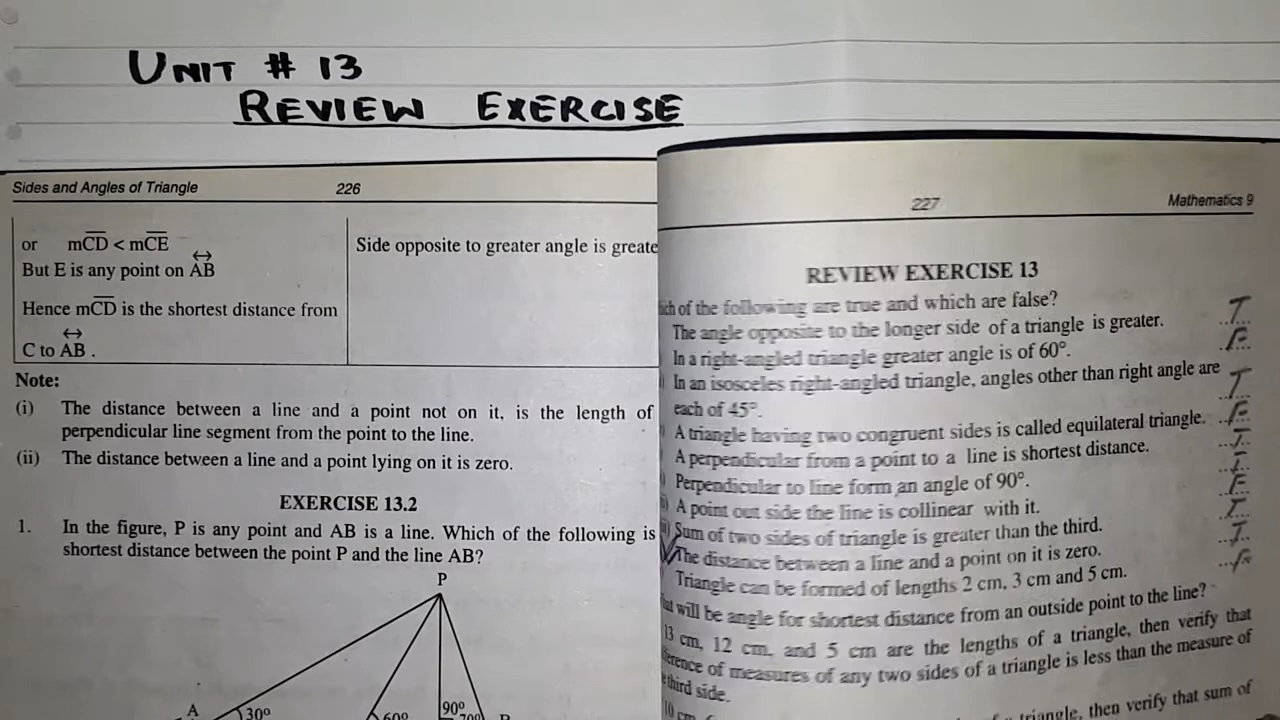 UNIT # 13
REVIEW EXERCISE
Sides and Angles of Triangle 226
or mCD < mCE
But E is any point on AB
Hence mCD is the shortest distance from
C to AB .
Side opposite to greater angle is greate
Note:
(i) The distance between a line and a point not on it, is the length of
perpendicular line segment from the point to the line.
(ii) The distance between a line and a point lying on it is zero.
EXERCISE 13.2
1. In the figure, P is any point and AB is a line. Which of the following is
shortest distance between the point P and the line AB?
P
A 30° 60° 90° 70°
227 Mathematics 9
REVIEW EXERCISE 13
ich of the following are true and which are false?
The angle opposite to the longer side of a triangle is greater. T
In a right-angled triangle greater angle is of 60°. F
In an isosceles right-angled triangle, angles other than right angle are
each of 45°. T
A triangle having two congruent sides is called equilateral triangle. F
A perpendicular from a point to a line is shortest distance. T
Perpendicular to line form an angle of 90°. T
A point out side the line is collinear with it. F
Sum of two sides of triangle is greater than the third. T
The distance between a line and a point on it is zero. T
Triangle can be formed of lengths 2 cm, 3 cm and 5 cm. F
at will be angle for shortest distance from an outside point to the line?
13 cm, 12 cm, and 5 cm are the lengths of a triangle, then verify that
erence of measures of any two sides of a triangle is less than the measure of
third side.
10 cm, triangle, then verify that sum of